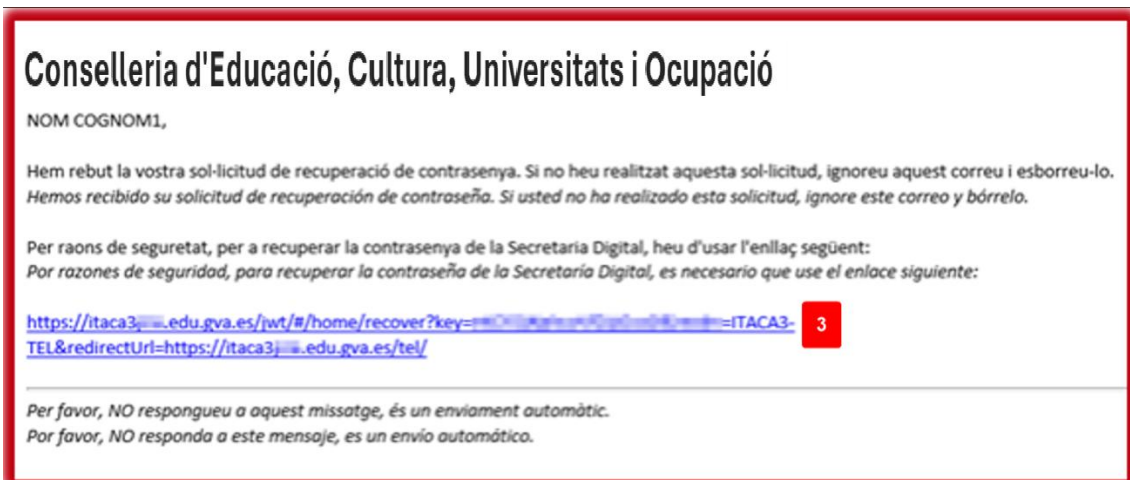 Conselleria d'Educació, Cultura, Universitats i Ocupació
NOM COGNOM1,
Hem rebut la vostra sol·licitud de recuperació de contrasenya. Si no heu realitzat aquesta sol·licitud, ignoreu aquest correu i esborreu-lo.
Hemos recibido su solicitud de recuperación de contraseña. Si usted no ha realizado esta solicitud, ignore este correo y bórrelo.
Per raons de seguretat, per a recuperar la contrasenya de la Secretaria Digital, heu d'usar l'enllaç següent:
Por razones de seguridad, para recuperar la contraseña de la Secretaría Digital, es necesario que use el enlace siguiente:
https://itaca3 .edu.gva.es/jwt/#/home/recover?key= =ITACA3- 3
TEL&redirectUrl=https://itaca3 .edu.gva.es/tel/
Per favor, NO respongueu a aquest missatge, és un enviament automàtic.
Por favor, NO responda a este mensaje, es un envío automático.